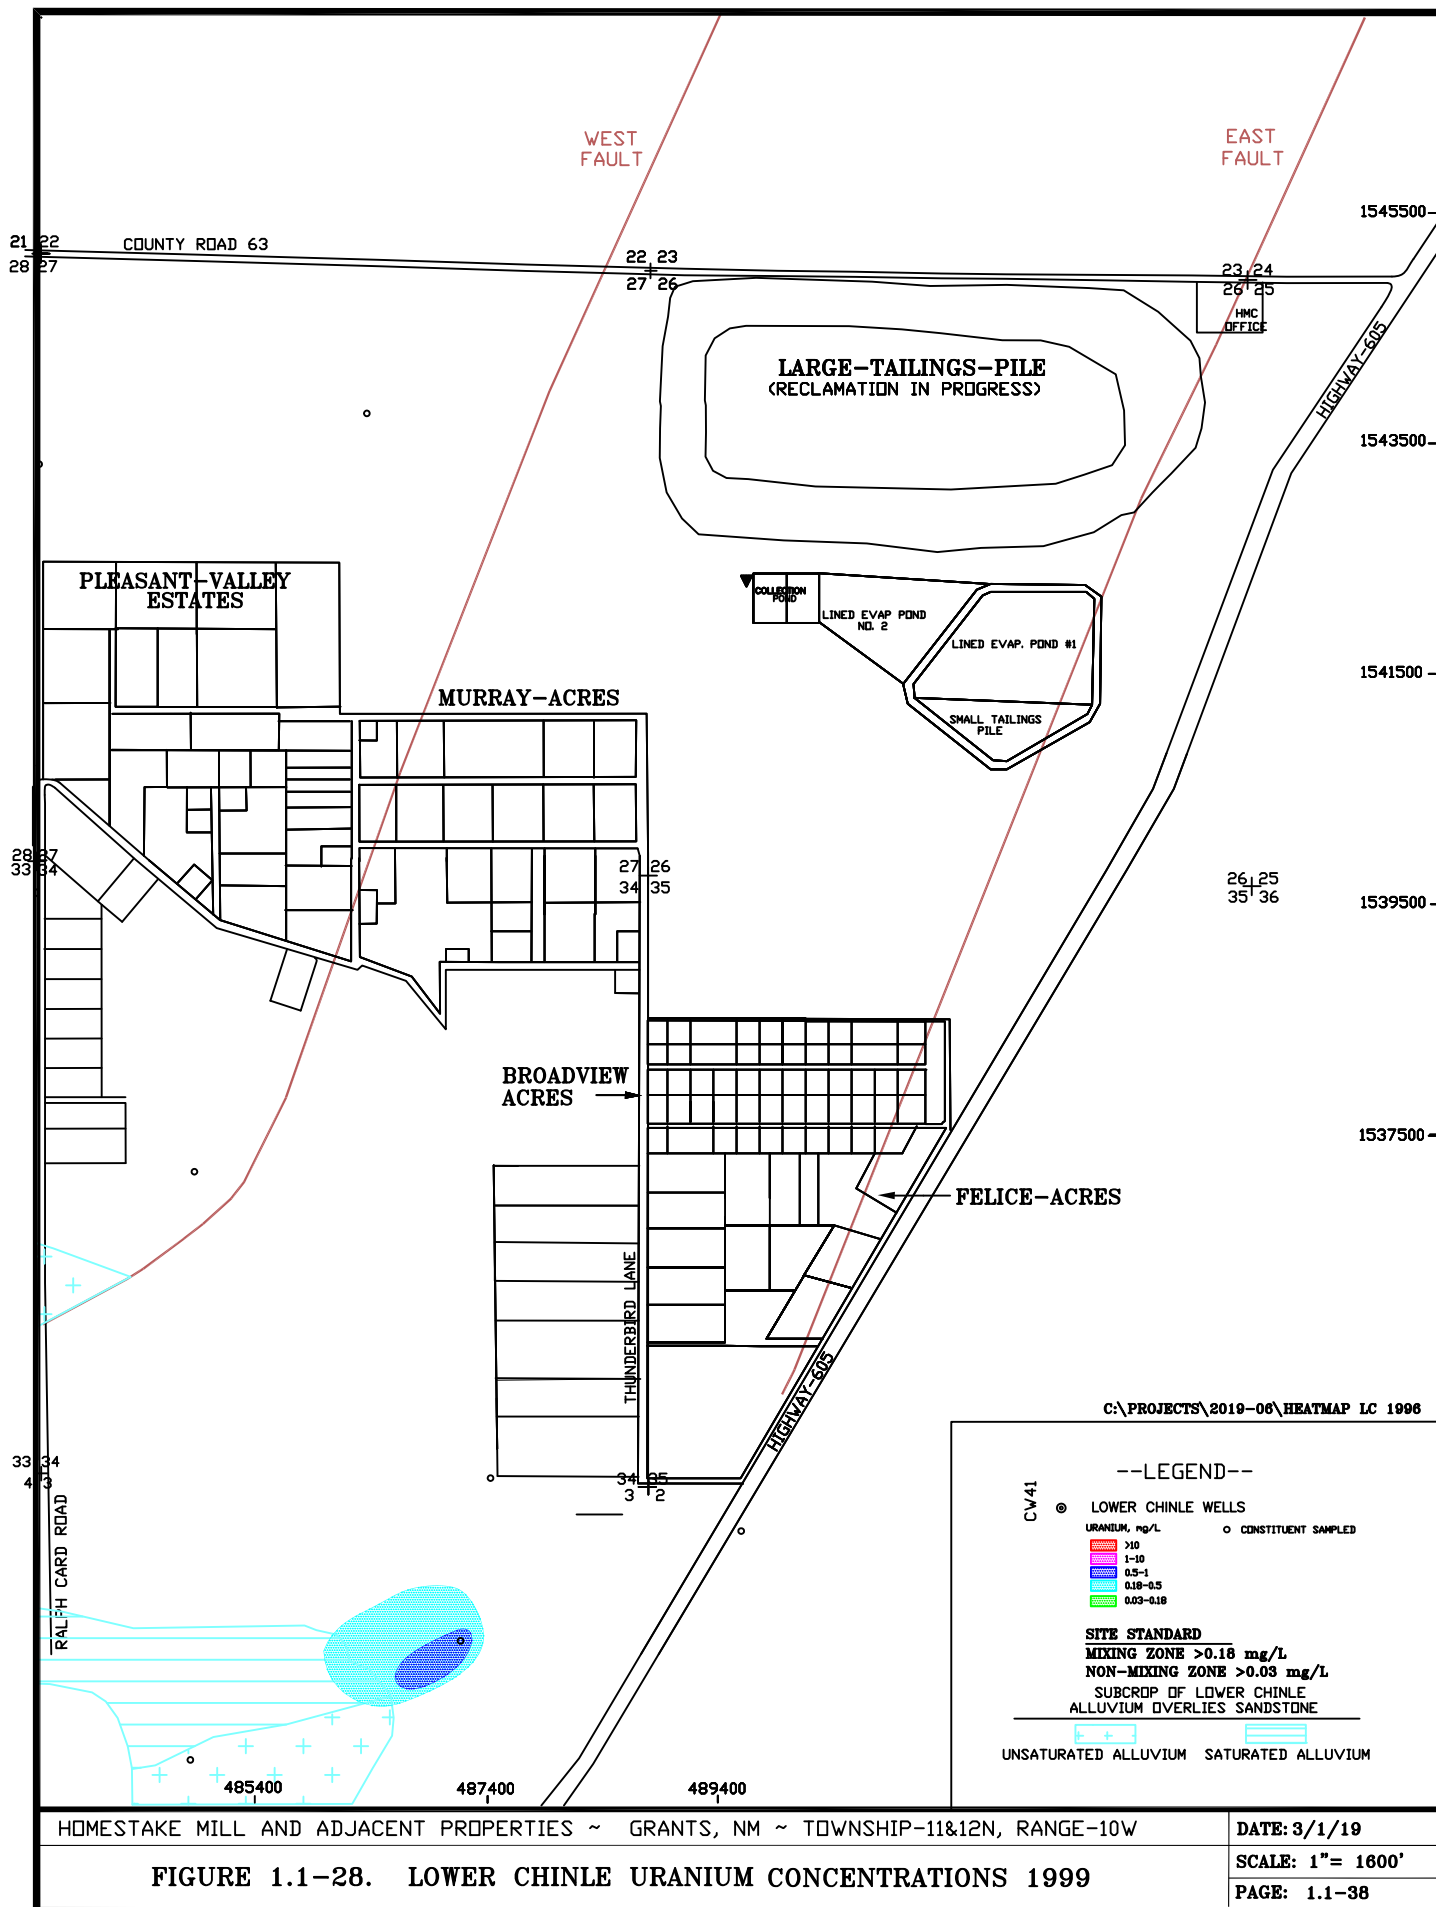 WEST
FAULT
EAST
FAULT
1545500
21 22
28 27
COUNTY ROAD 63
22 23
27 26
23 24
26 25
HMC
OFFICE
HIGHWAY-605
LARGE-TAILINGS-PILE
(RECLAMATION IN PROGRESS)
1543500
PLEASANT-VALLEY
ESTATES
COLLECTION
POND
LINED EVAP POND
NO. 2
LINED EVAP. POND #1
1541500
MURRAY-ACRES
SMALL TAILINGS
PILE
28 27
33 34
27 26
34 35
26 25
35 36
1539500
BROADVIEW
ACRES
1537500
FELICE-ACRES
THUNDERBIRD LANE
HIGHWAY-605
C:\PROJECTS\2019-06\HEATMAP LC 1996
33 34
4 3
34 35
3 2
RALPH CARD ROAD
--LEGEND--
CW41
LOWER CHINLE WELLS
URANIUM, mg/L
CONSTITUENT SAMPLED
>10
1-10
0.5-1
0.18-0.5
0.03-0.18
SITE STANDARD
MIXING ZONE >0.18 mg/L
NON-MIXING ZONE >0.03 mg/L
SUBCROP OF LOWER CHINLE
ALLUVIUM OVERLIES SANDSTONE
UNSATURATED ALLUVIUM SATURATED ALLUVIUM
485400
487400
489400
HOMESTAKE MILL AND ADJACENT PROPERTIES ~ GRANTS, NM ~ TOWNSHIP-11&12N, RANGE-10W
FIGURE 1.1-28. LOWER CHINLE URANIUM CONCENTRATIONS 1999
DATE: 3/1/19
SCALE: 1"= 1600'
PAGE: 1.1-38